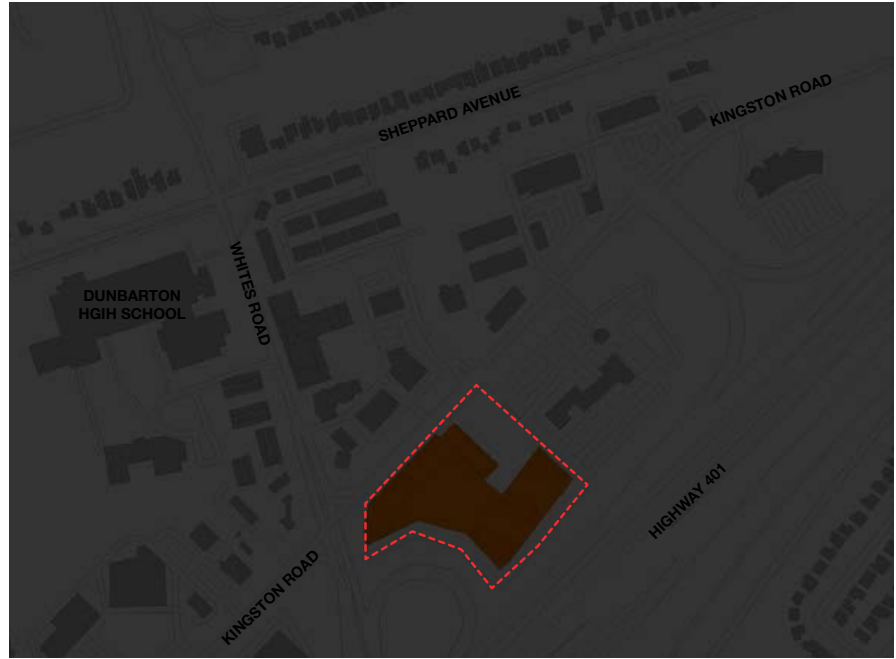 SHEPPARD AVENUE
KINGSTON ROAD
WHITES ROAD
DUNBARTON
HGIH SCHOOL
HIGHWAY 401
KINGSTON ROAD